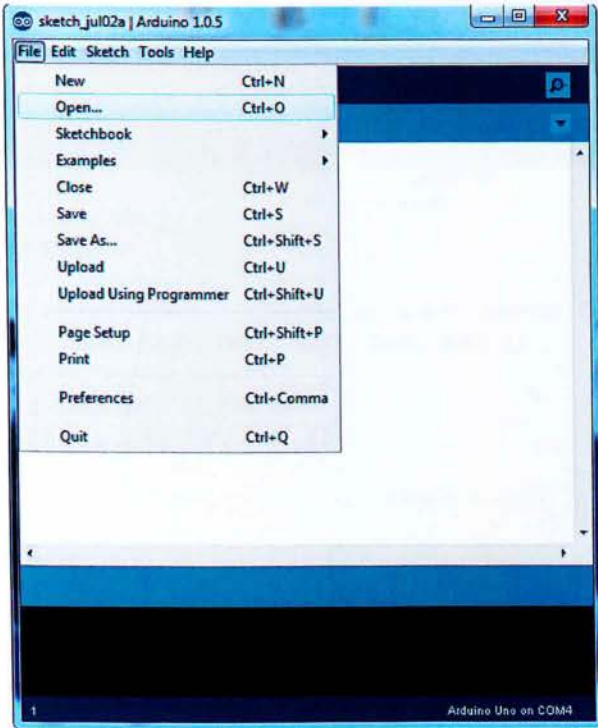 sketch_jul02a | Arduino 1.0.5
File Edit Sketch Tools Help
New Ctrl+N
Open... Ctrl+O
Sketchbook
Examples
Close Ctrl+W
Save Ctrl+S
Save As... Ctrl+Shift+S
Upload Ctrl+U
Upload Using Programmer Ctrl+Shift+U
Page Setup Ctrl+Shift+P
Print Ctrl+P
Preferences Ctrl+Comma
Quit Ctrl+Q
1 Arduino Uno on COM4